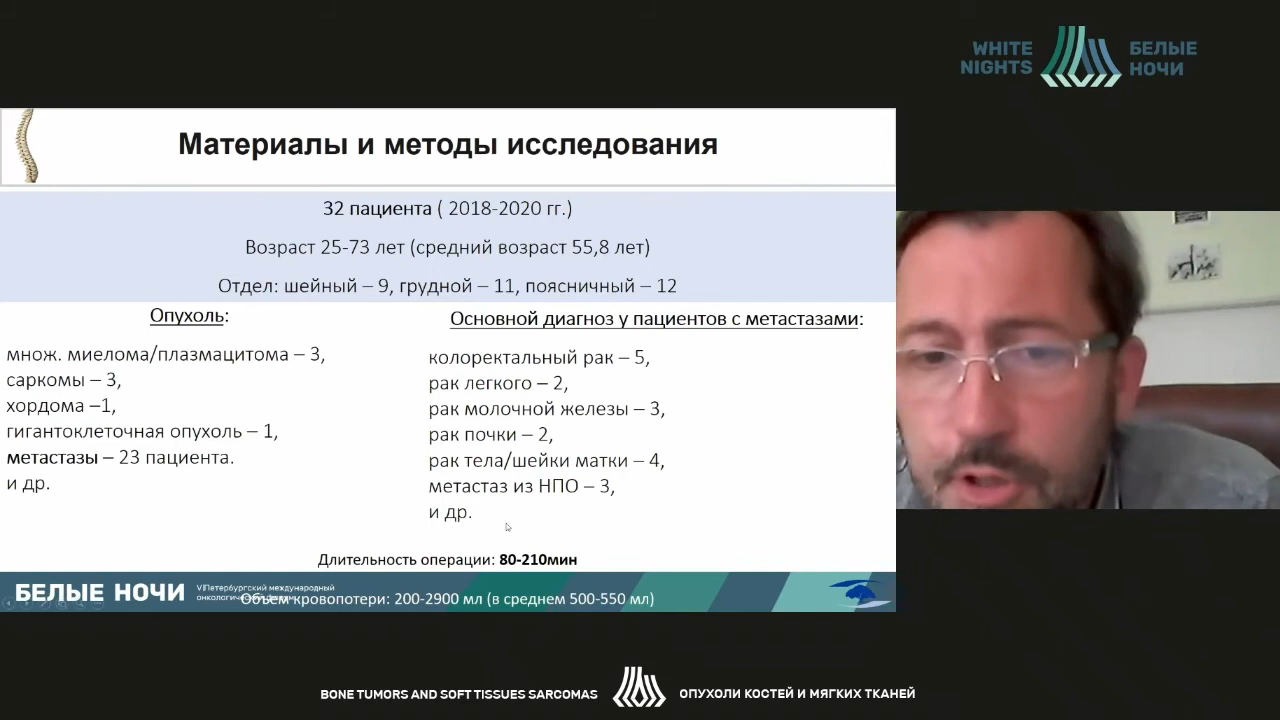 WHITE
NIGHTS
БЕЛЫЕ
НОЧИ
Материалы и методы исследования
32 пациента ( 2018-2020 гг.)
Возраст 25-73 лет (средний возраст 55,8 лет)
Отдел: шейный – 9, грудной – 11, поясничный – 12
Опухоль:
множ. миелома/плазмацитома – 3,
саркомы – 3,
хордома –1,
гигантоклеточная опухоль – 1,
метастазы – 23 пациента.
и др.
Основной диагноз у пациентов с метастазами:
колоректальный рак – 5,
рак легкого – 2,
рак молочной железы – 3,
рак почки – 2,
рак тела/шейки матки – 4,
метастаз из НПО – 3,
и др.
Длительность операции: 80-210мин
БЕЛЫЕ НОЧИ
VI Петербургский международный
Объем кровопотери: 200-2900 мл (в среднем 500-550 мл)
BONE TUMORS AND SOFT TISSUES SARCOMAS
ОПУХОЛИ КОСТЕЙ И МЯГКИХ ТКАНЕЙ